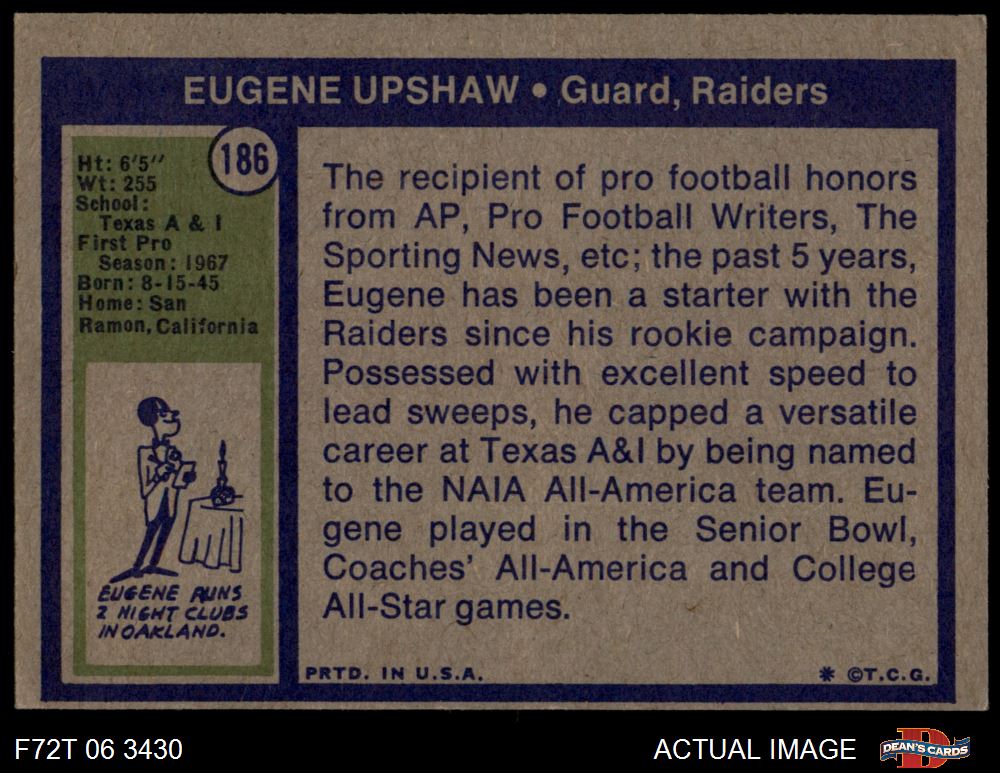 EUGENE UPSHAW • Guard, Raiders
186
Ht: 6'5''
Wt: 255
School:
Texas A & I
First Pro
Season: 1967
Born: 8-15-45
Home: San
Ramon, California
EUGENE RUNS
2 NIGHT CLUBS
IN OAKLAND.
The recipient of pro football honors
from AP, Pro Football Writers, The
Sporting News, etc; the past 5 years,
Eugene has been a starter with the
Raiders since his rookie campaign.
Possessed with excellent speed to
lead sweeps, he capped a versatile
career at Texas A&I by being named
to the NAIA All-America team. Eu-
gene played in the Senior Bowl,
Coaches' All-America and College
All-Star games.
PRTD. IN U.S.A.
* ©T.C.G.
F72T 06 3430
ACTUAL IMAGE
DEAN'S CARDS